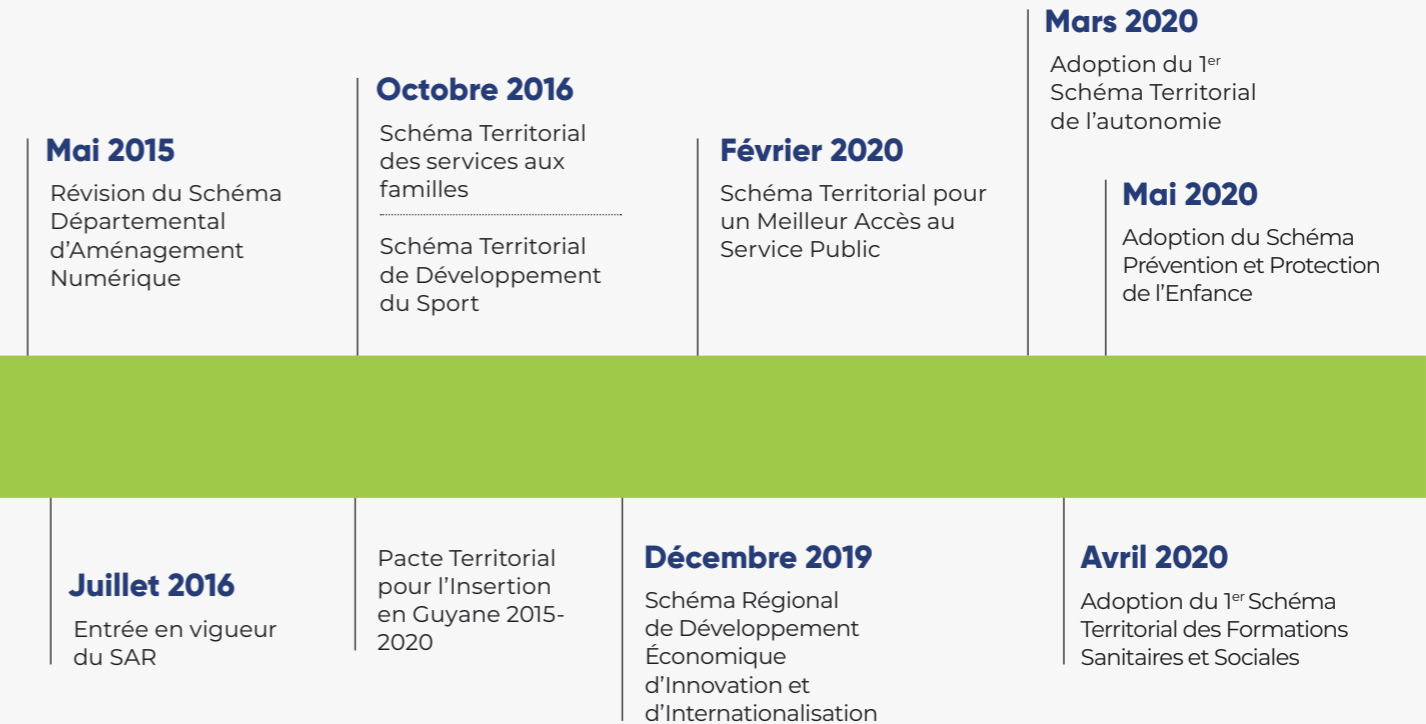 Mai 2015
Révision du Schéma
Départemental
d’Aménagement
Numérique
Octobre 2016
Schéma Territorial
des services aux
familles
Schéma Territorial
de Développement
du Sport
Février 2020
Schéma Territorial pour
un Meilleur Accès au
Service Public
Mars 2020
Adoption du 1er
Schéma Territorial
de l’autonomie
Mai 2020
Adoption du Schéma
Prévention et Protection
de l’Enfance
Juillet 2016
Entrée en vigueur
du SAR
Pacte Territorial
pour l’Insertion
en Guyane 2015-
2020
Décembre 2019
Schéma Régional
de Développement
Économique
d’Innovation et
d’Internationalisation
Avril 2020
Adoption du 1er Schéma
Territorial des Formations
Sanitaires et Sociales